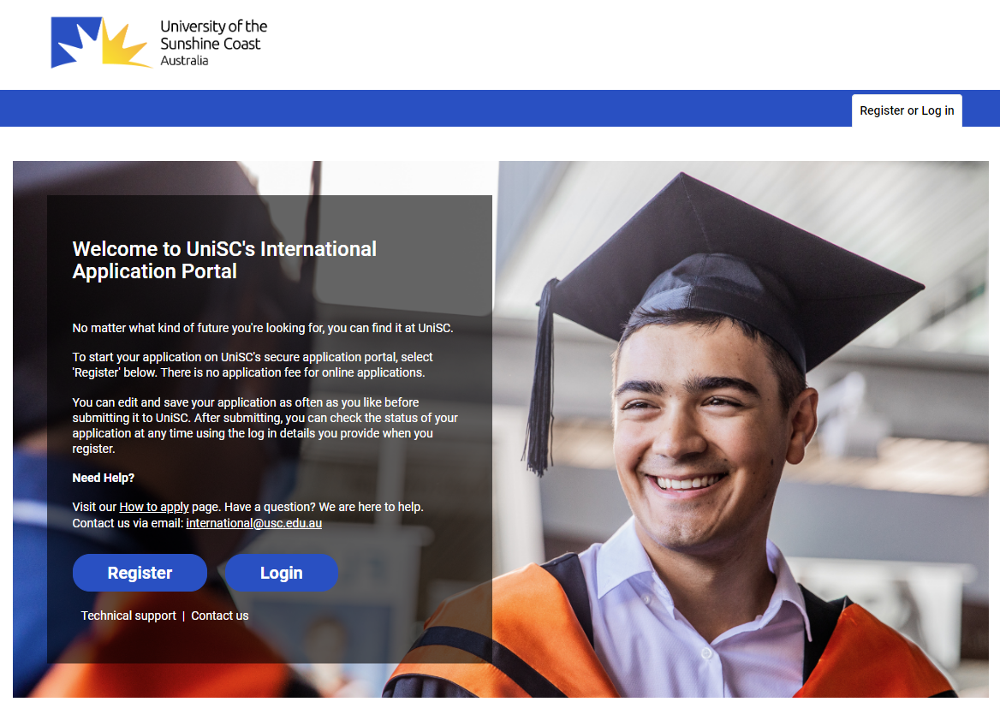 University of the
Sunshine Coast
Australia
Register or Log in
Welcome to UniSC's International
Application Portal
No matter what kind of future you're looking for, you can find it at UniSC.
To start your application on UniSC's secure application portal, select
'Register' below. There is no application fee for online applications.
You can edit and save your application as often as you like before
submitting it to UniSC. After submitting, you can check the status of your
application at any time using the log in details you provide when you
register.
Need Help?
Visit our How to apply page. Have a question? We are here to help.
Contact us via email: international@usc.edu.au
Register Login
Technical support | Contact us